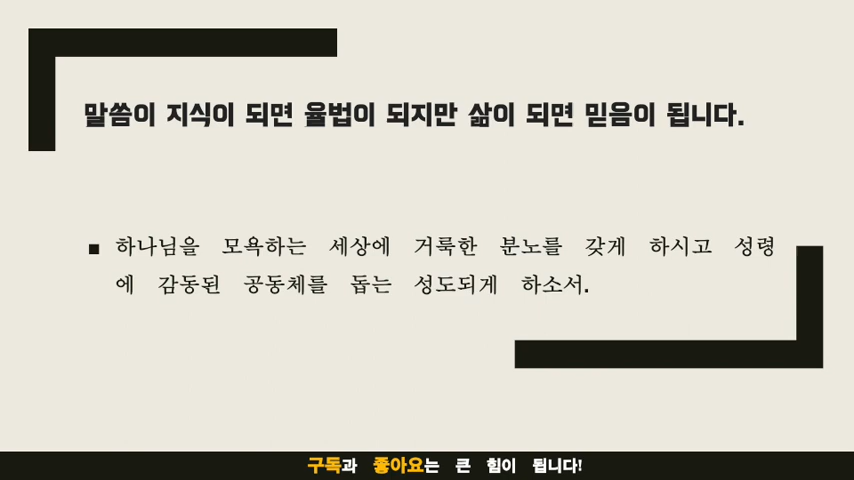 말씀이 지식이 되면 율법이 되지만 삶이 되면 믿음이 됩니다.
■ 하나님을 모욕하는 세상에 거룩한 분노를 갖게 하시고 성령
에 감동된 공동체를 돕는 성도되게 하소서.
구독과 좋아요는 큰 힘이 됩니다!